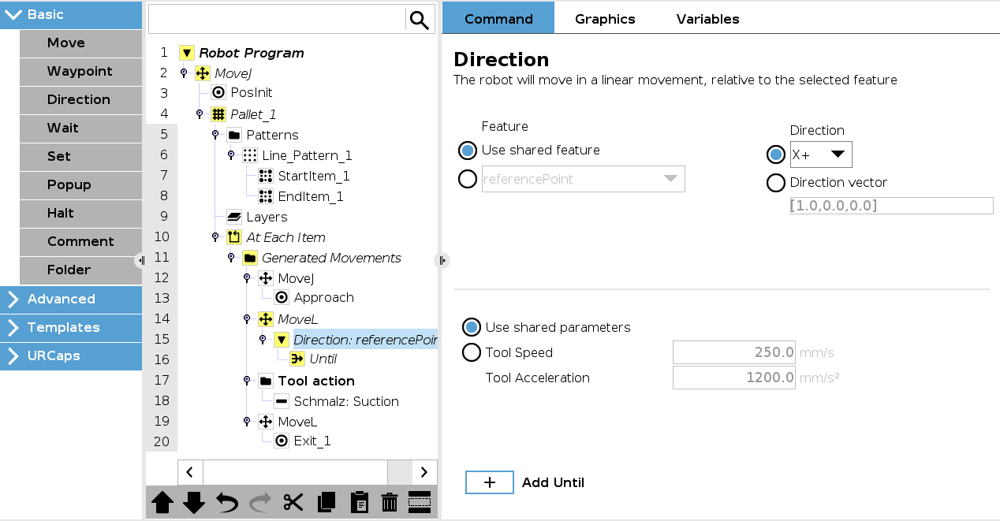 Basic
Move
Waypoint
Direction
Wait
Set
Popup
Halt
Comment
Folder
Advanced
Templates
URCaps
1 Robot Program
2 MoveJ
3 PosInit
4 Pallet_1
5 Patterns
6 Line_Pattern_1
7 StartItem_1
8 EndItem_1
9 Layers
10 At Each Item
11 Generated Movements
12 MoveJ
13 Approach
14 MoveL
15 Direction: referencePoin
16 Until
17 Tool action
18 Schmalz: Suction
19 MoveL
20 Exit_1
Command Graphics Variables
Direction
The robot will move in a linear movement, relative to the selected feature
Feature
Use shared feature
referencePoint
Direction
X+
Direction vector
[1.0,0.0,0.0]
Use shared parameters
Tool Speed 250.0 mm/s
Tool Acceleration 1200.0 mm/s²
+ Add Until